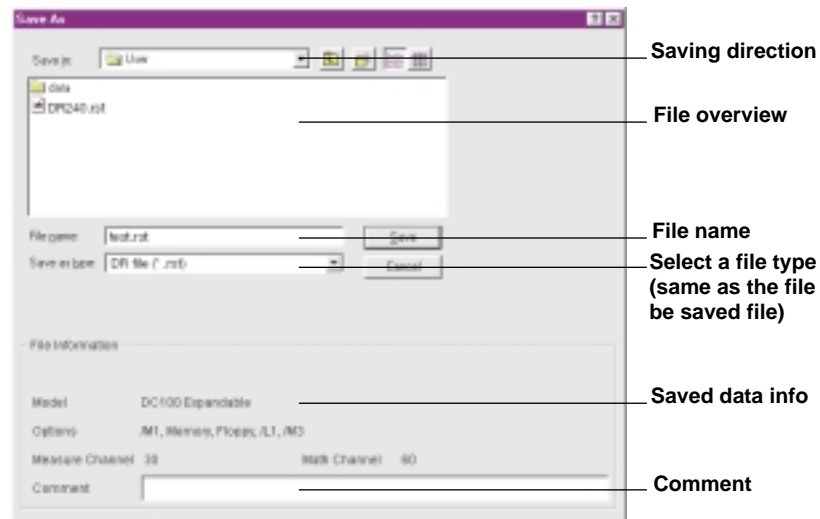 Save As
Save in: User
Saving direction
data
DR240.rst
File overview
File name: test.rst Save
File name
Save as type: DR file (*.rst) Cancel
Select a file type
(same as the file
be saved file)
File Information
Model DC100 Expandable
Saved data info
Options /M1, Memory, Floppy, /L1, /M3
Measure Channel 30 Math Channel 60
Comment
Comment